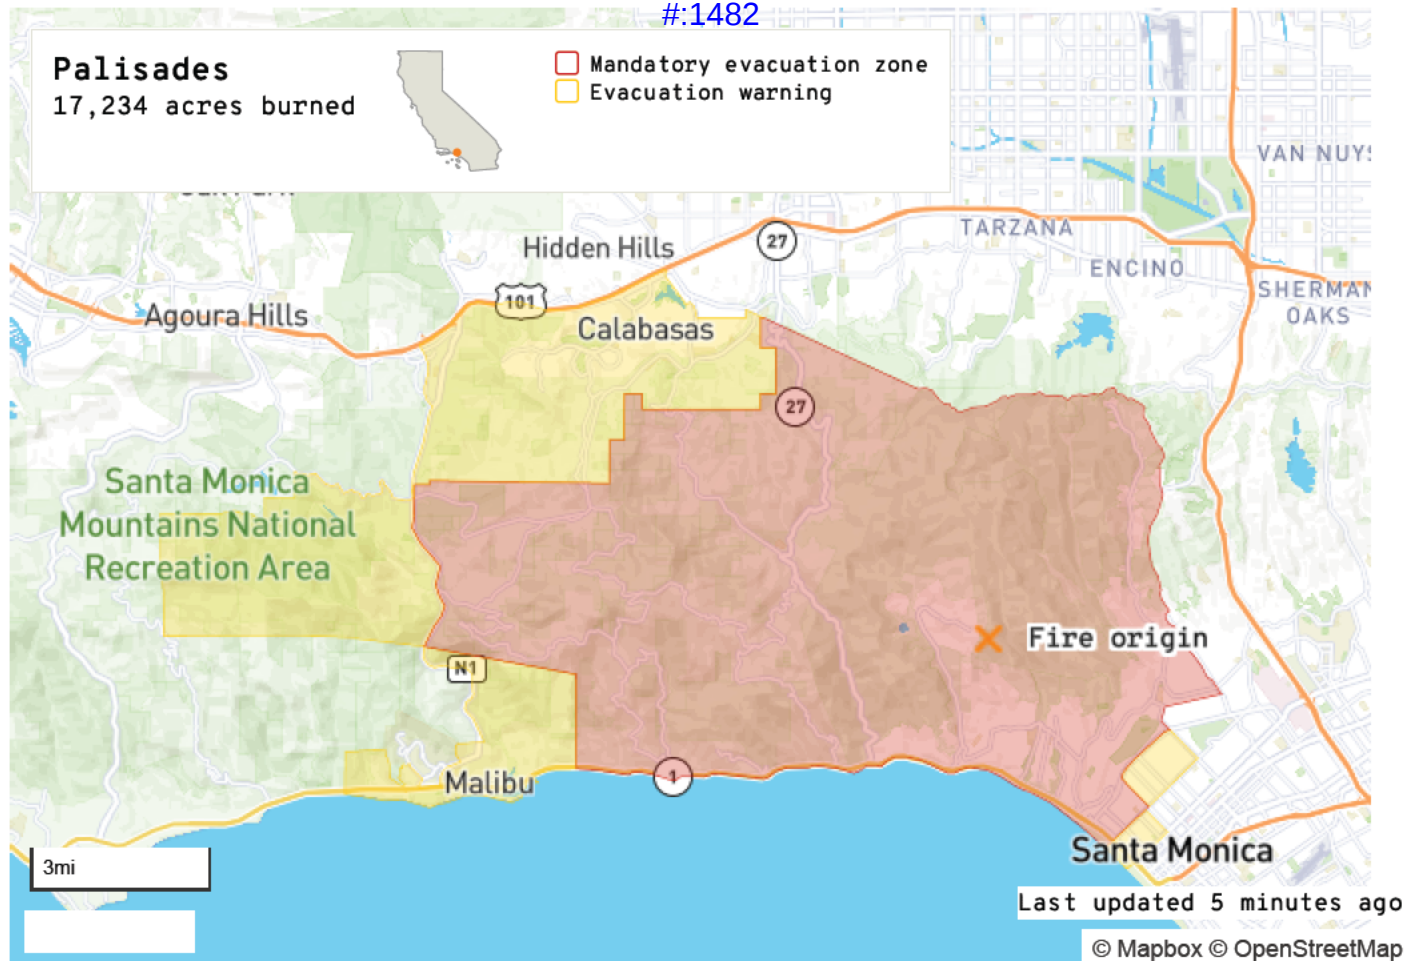 #:1482
Palisades
17,234 acres burned
Mandatory evacuation zone
Evacuation warning
VAN NUYS
27
TARZANA
Hidden Hills
ENCINO
101
SHERMAN
OAKS
Agoura Hills
Calabasas
27
Santa Monica
Mountains National
Recreation Area
Fire origin
N1
1
Malibu
Santa Monica
3mi
Last updated 5 minutes ago
© Mapbox © OpenStreetMap